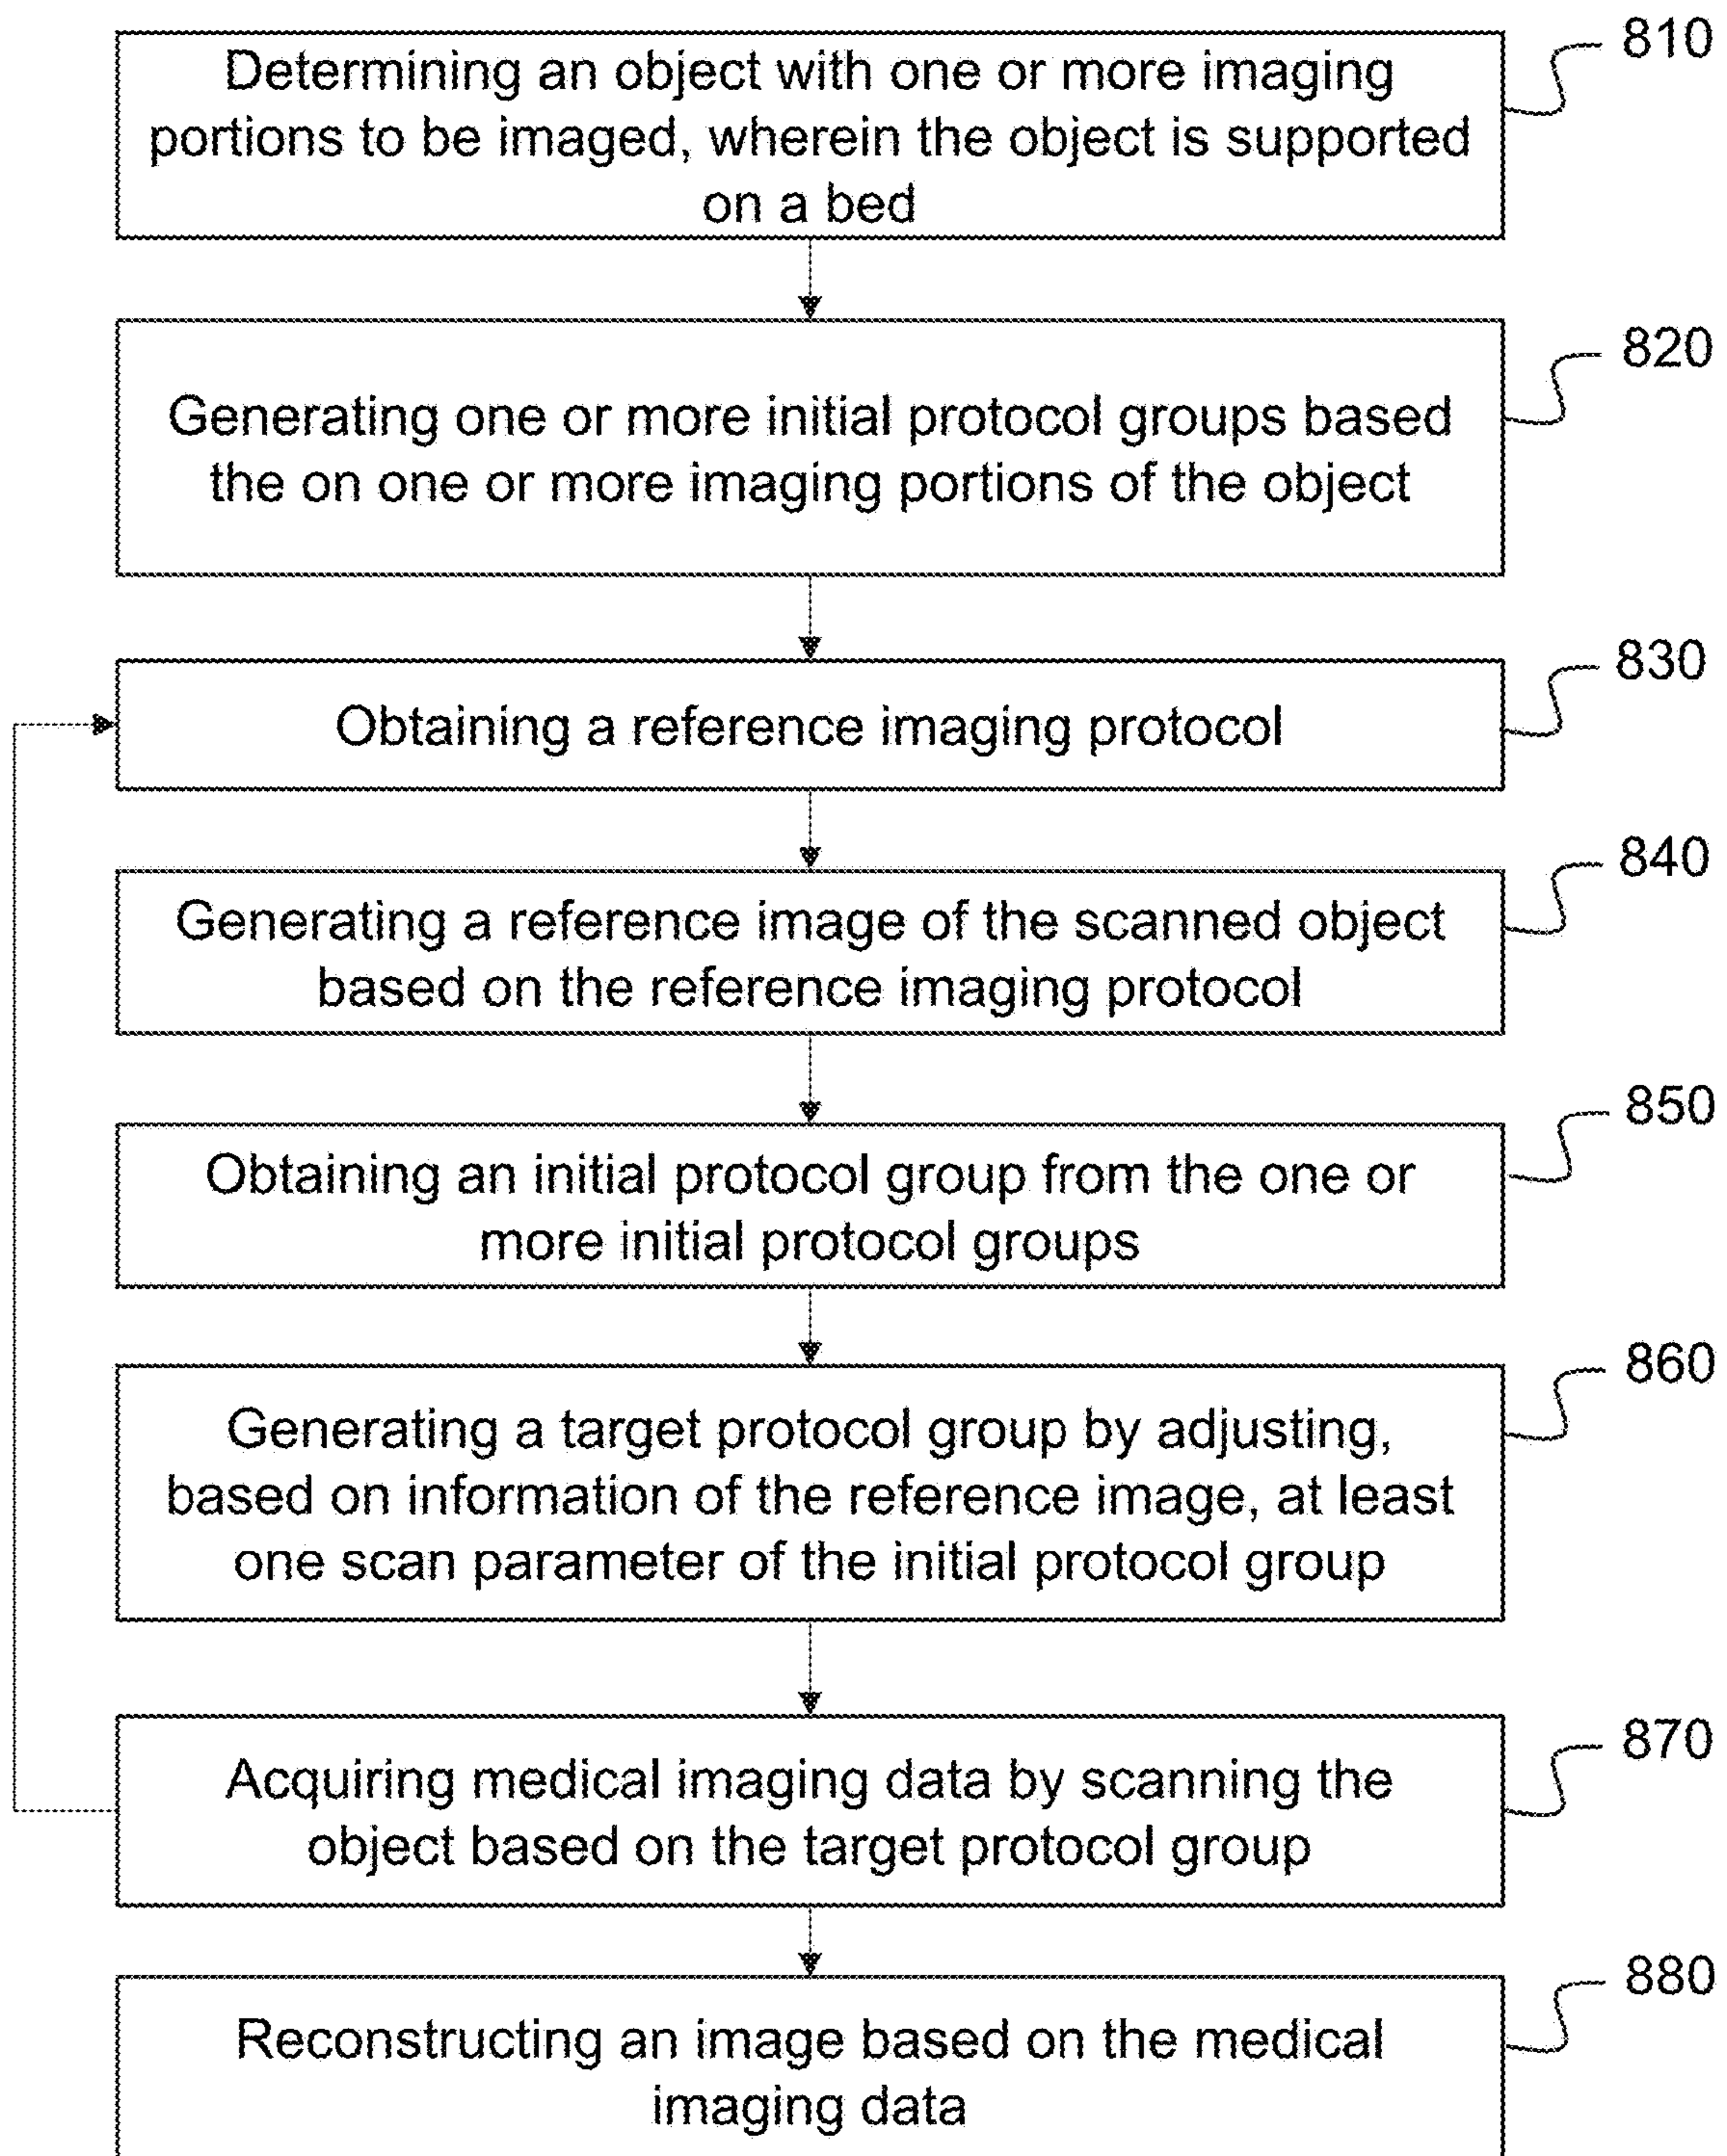 810
Determining an object with one or more imaging
portions to be imaged, wherein the object is supported
on a bed
820
Generating one or more initial protocol groups based
the on one or more imaging portions of the object
830
Obtaining a reference imaging protocol
840
Generating a reference image of the scanned object
based on the reference imaging protocol
850
Obtaining an initial protocol group from the one or
more initial protocol groups
860
Generating a target protocol group by adjusting,
based on information of the reference image, at least
one scan parameter of the initial protocol group
870
Acquiring medical imaging data by scanning the
object based on the target protocol group
880
Reconstructing an image based on the medical
imaging data